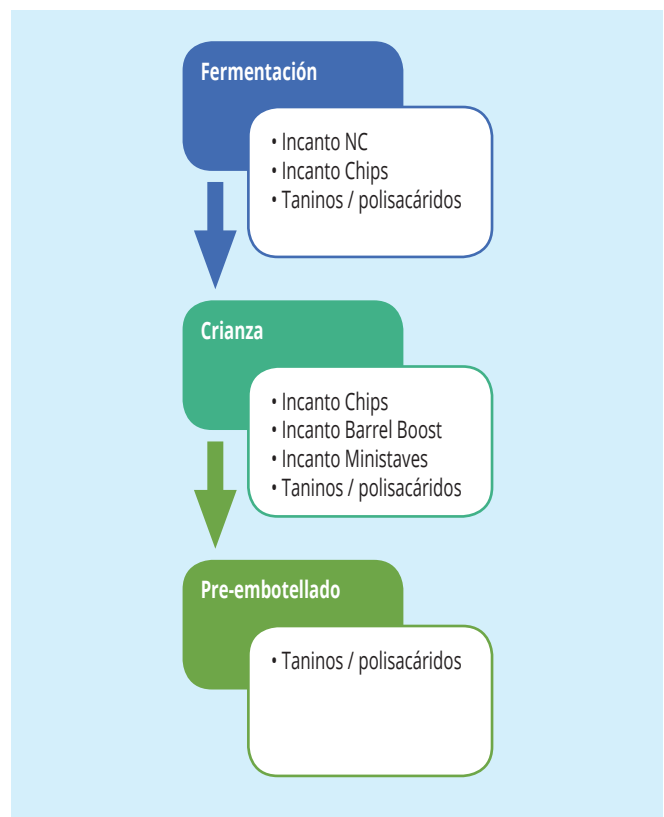 Fermentación
• Incanto NC
• Incanto Chips
• Taninos / polisacáridos
Crianza
• Incanto Chips
• Incanto Barrel Boost
• Incanto Ministaves
• Taninos / polisacáridos
Pre-embotellado
• Taninos / polisacáridos